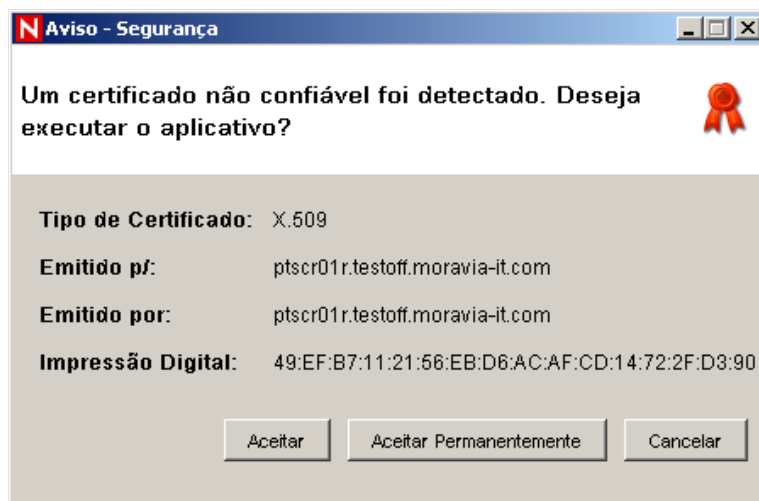 N Aviso - Segurança
Um certificado não confiável foi detectado. Deseja
executar o aplicativo?
Tipo de Certificado: X.509
Emitido p/: ptscr01r.testoff.moravia-it.com
Emitido por: ptscr01r.testoff.moravia-it.com
Impressão Digital: 49:EF:B7:11:21:56:EB:D6:AC:AF:CD:14:72:2F:D3:90
Aceitar Aceitar Permanentemente Cancelar